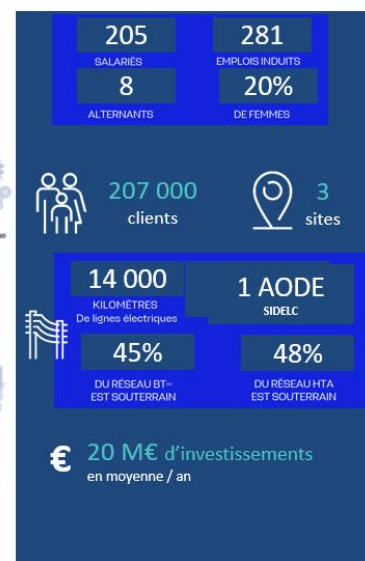 205
281
SALARIÉS
EMPLOIS INDUITS
8
20%
ALTERNANTS
DE FEMMES
207 000
clients
3
sites
14 000
KILOMÈTRES
De lignes électriques
1 AODE
SIDELC
45%
48%
DU RÉSEAU BT–
EST SOUTERRAIN
DU RÉSEAU HTA
EST SOUTERRAIN
€ 20 M€ d'investissements
en moyenne / an